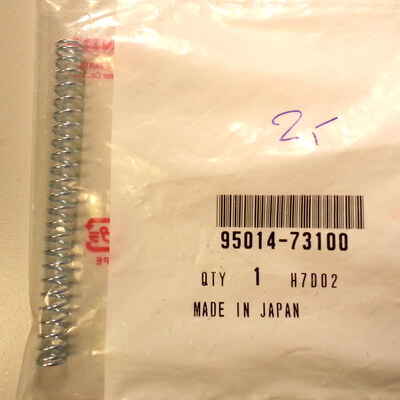 2,-
95014-73100
QTY 1 H7D02
MADE IN JAPAN